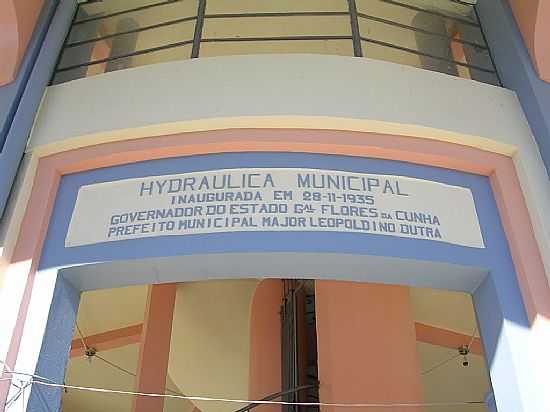 HYDRAULICA MUNICIPAL
INAUGURADA EM 28-11-1935
GOVERNADOR DO ESTADO GAL FLORES DA CUNHA
PREFEITO MUNICIPAL MAJOR LEOPOLDINO DUTRA